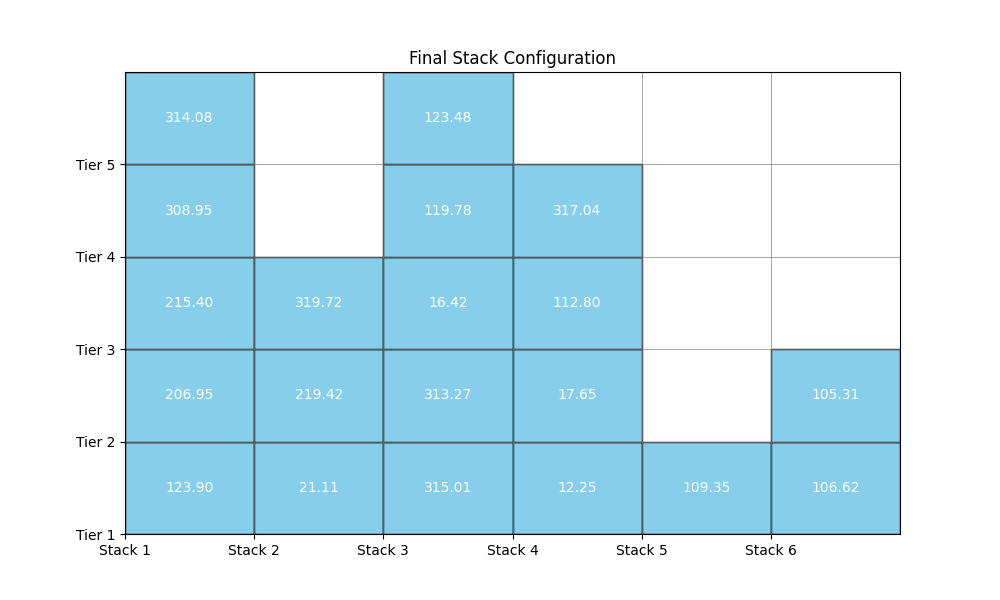 Final Stack Configuration
314.08 123.48
Tier 5
308.95 119.78 317.04
Tier 4
215.40 319.72 16.42 112.80
Tier 3
206.95 219.42 313.27 17.65 105.31
Tier 2
123.90 21.11 315.01 12.25 109.35 106.62
Tier 1
Stack 1 Stack 2 Stack 3 Stack 4 Stack 5 Stack 6